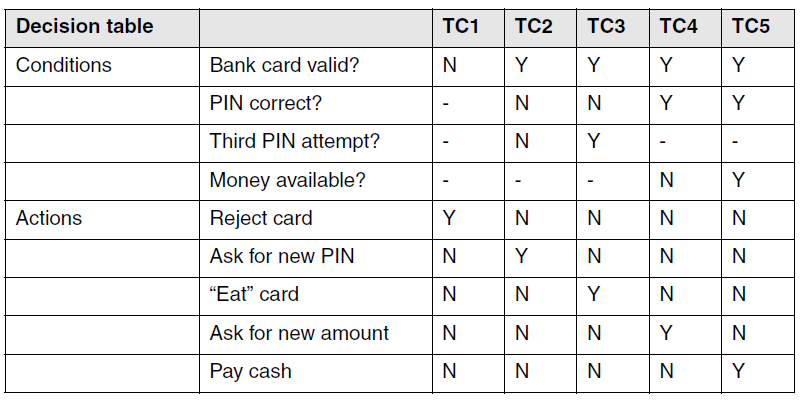 Decision table TC1 TC2 TC3 TC4 TC5
Conditions Bank card valid? N Y Y Y Y
PIN correct? - N N Y Y
Third PIN attempt? - N Y - -
Money available? - - - N Y
Actions Reject card Y N N N N
Ask for new PIN N Y N N N
“Eat” card N N Y N N
Ask for new amount N N N Y N
Pay cash N N N N Y